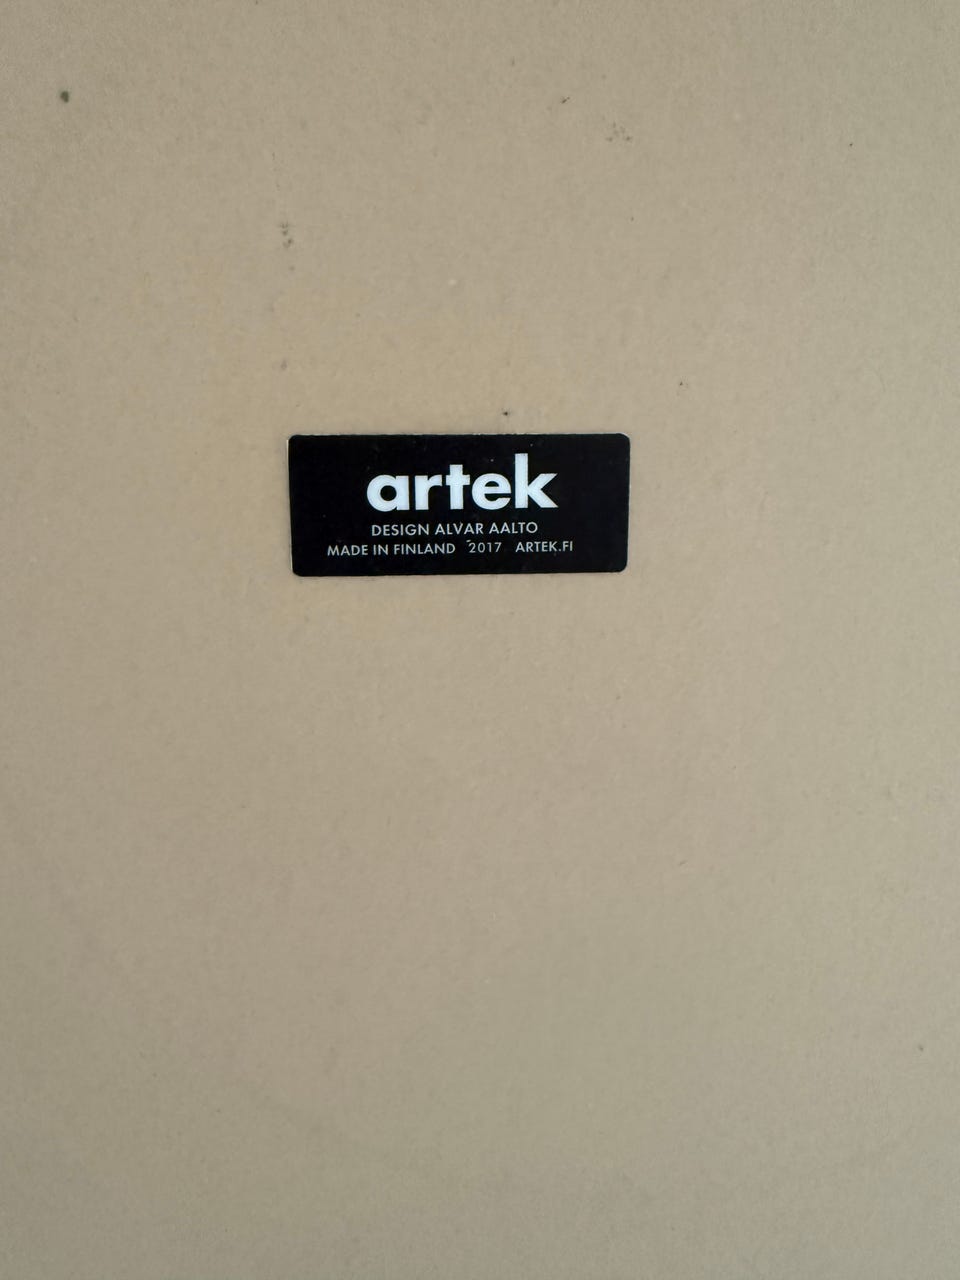 artek
DESIGN ALVAR AALTO
MADE IN FINLAND 2017 ARTEK.FI